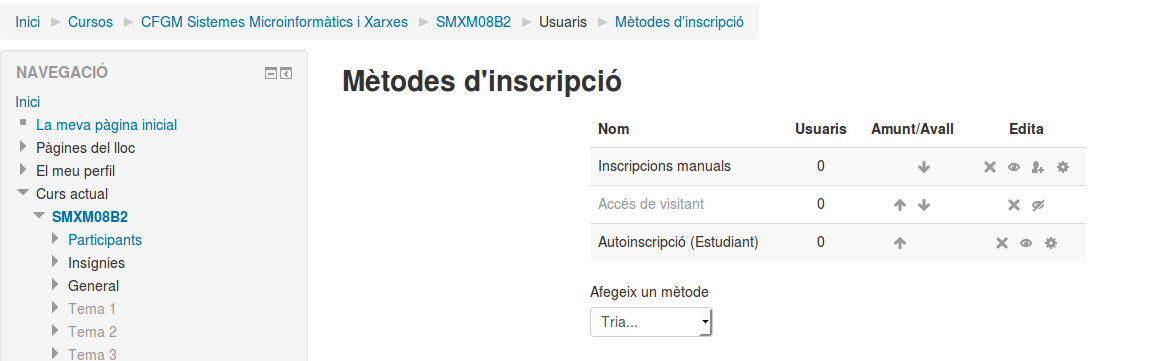 Inici Cursos CFGM Sistemes Microinformàtics i Xarxes SMXM08B2 Usuaris Mètodes d'inscripció
NAVEGACIÓ
Inici
La meva pàgina inicial
Pàgines del lloc
El meu perfil
Curs actual
SMXM08B2
Participants
Insígnies
General
Tema 1
Tema 2
Tema 3
Mètodes d'inscripció
Nom Usuaris Amunt/Avall Edita
Inscripcions manuals 0
Accés de visitant 0
Autoinscripció (Estudiant) 0
Afegeix un mètode
Tria...